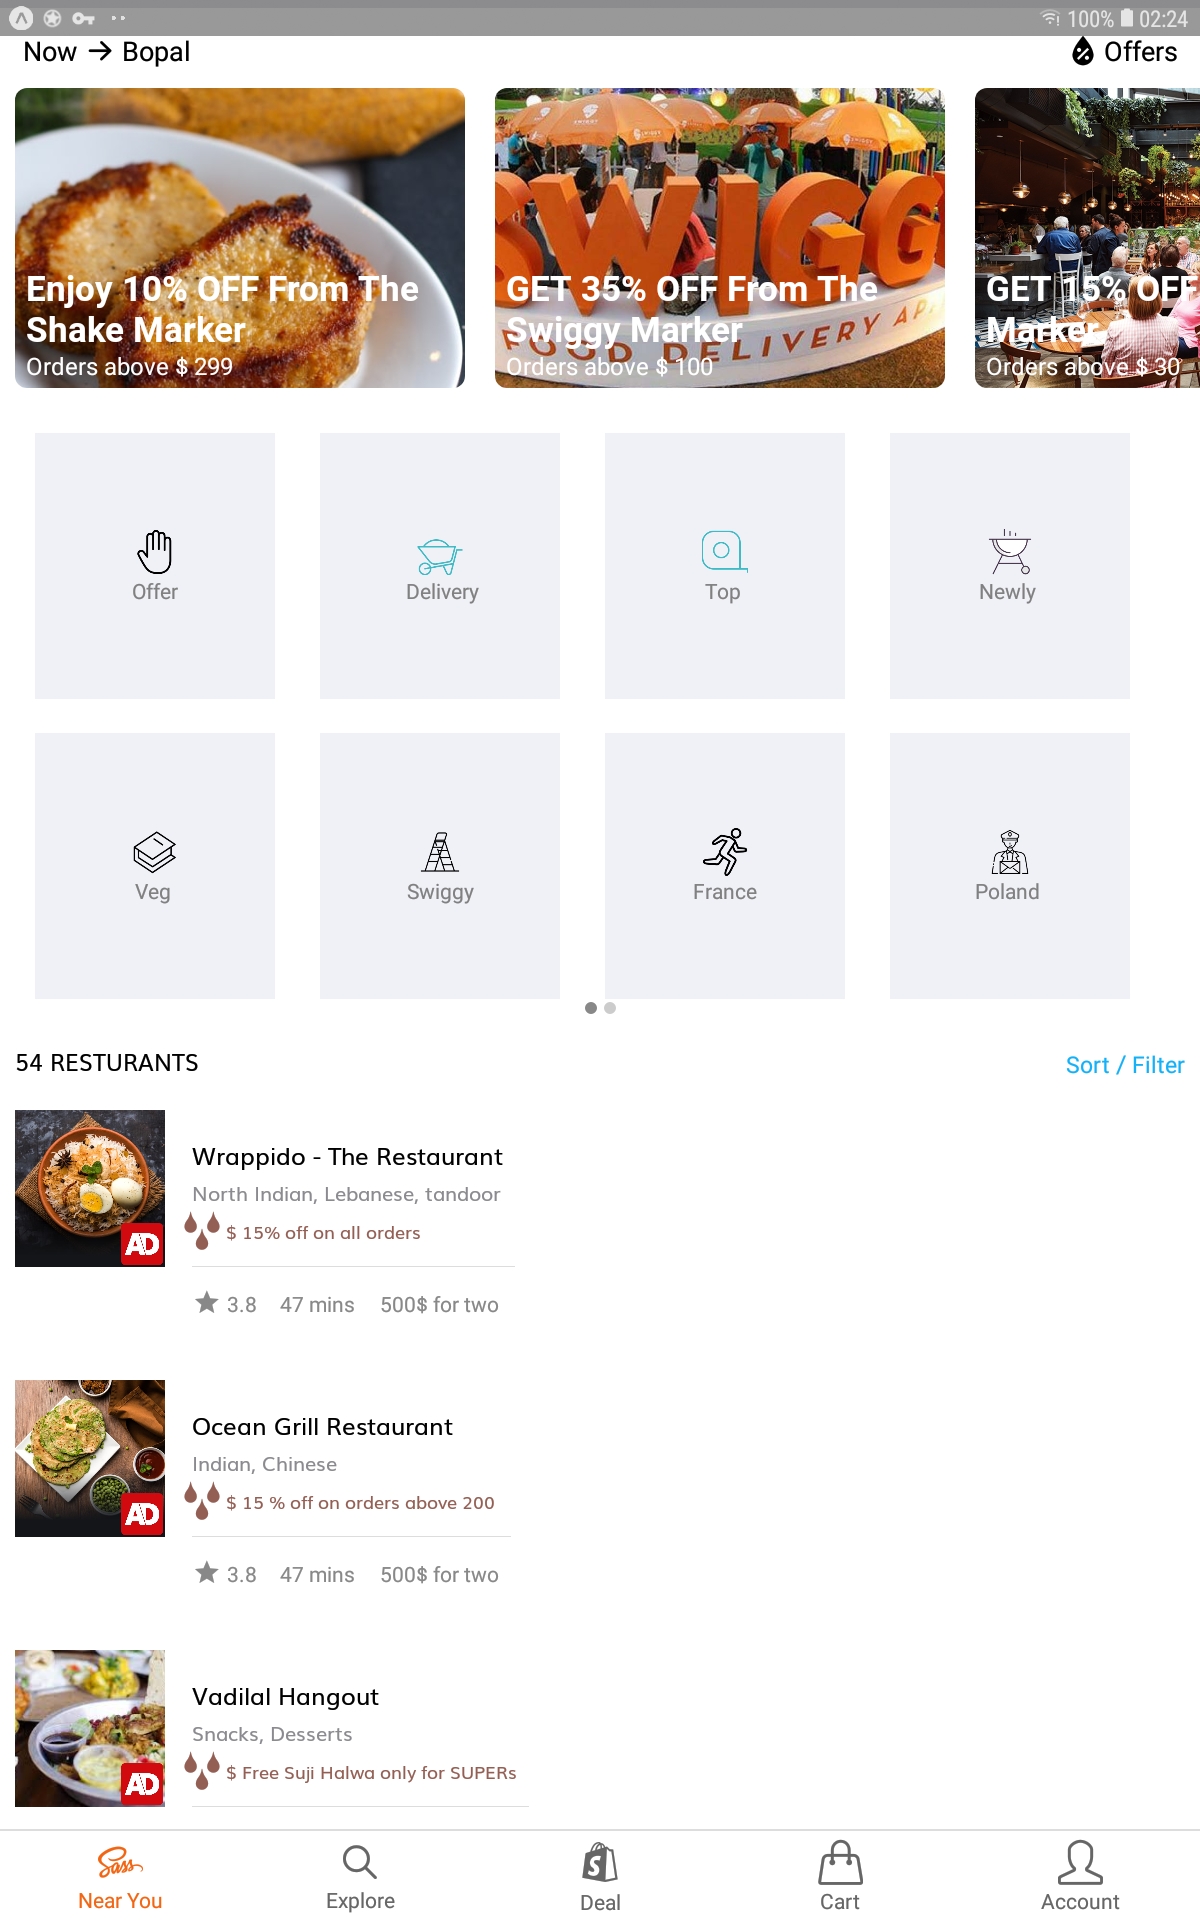 100% 02:24
Now → Bopal
Offers
SWIGGY
SWIGGY
SWIGGY
SWIGG
FOOD DELIVERY AP
Enjoy 10% OFF From The
Shake Marker
Orders above $ 299
GET 35% OFF From The
Swiggy Marker
Orders above $ 100
GET 15% OFF
Marker
Orders above $ 30
Offer
Delivery
Top
Newly
Veg
Swiggy
France
Poland
54 RESTURANTS
Sort / Filter
AD
Wrappido - The Restaurant
North Indian, Lebanese, tandoor
$ 15% off on all orders
3.8 47 mins 500$ for two
AD
Ocean Grill Restaurant
Indian, Chinese
$ 15 % off on orders above 200
3.8 47 mins 500$ for two
AD
Vadilal Hangout
Snacks, Desserts
$ Free Suji Halwa only for SUPERs
Sass
Near You
Explore
S
Deal
Cart
Account